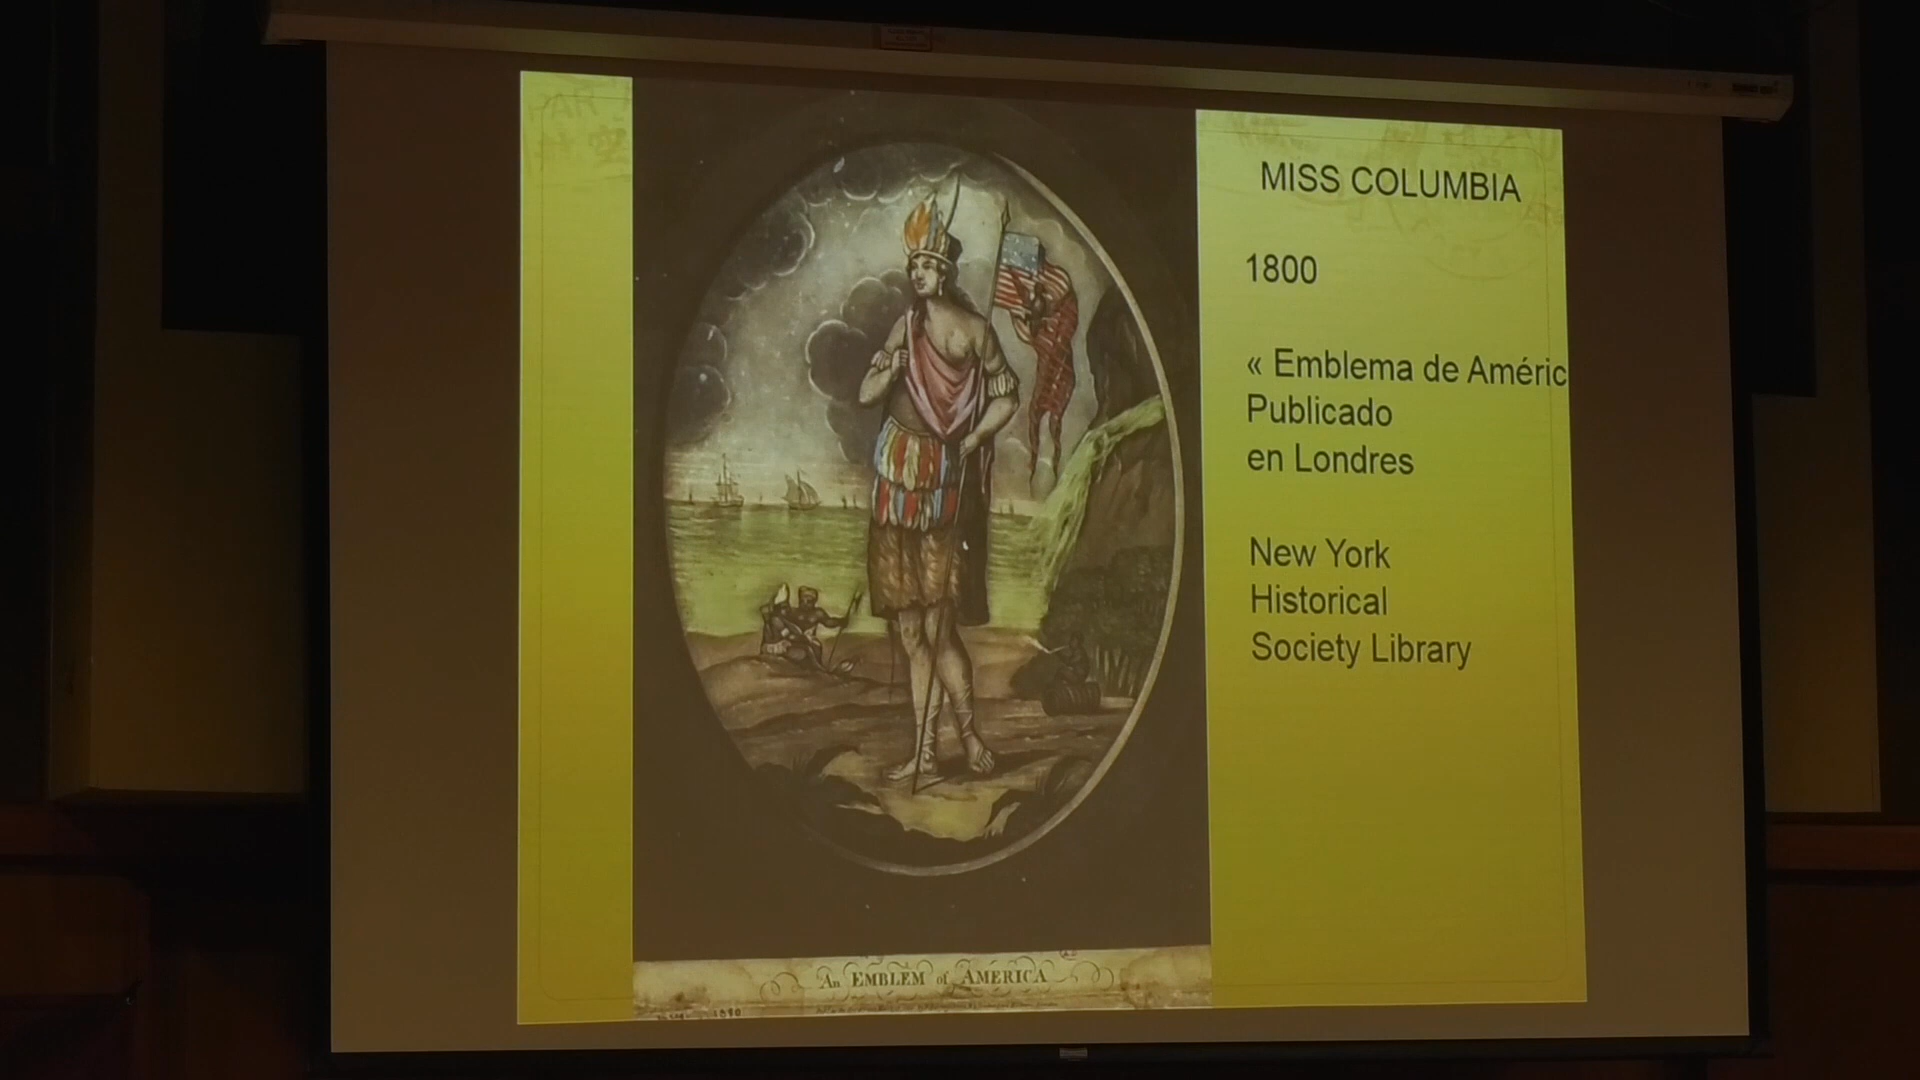 MISS COLUMBIA
1800
« Emblema de Améric
Publicado
en Londres
New York
Historical
Society Library
An EMBLEM of AMERICA